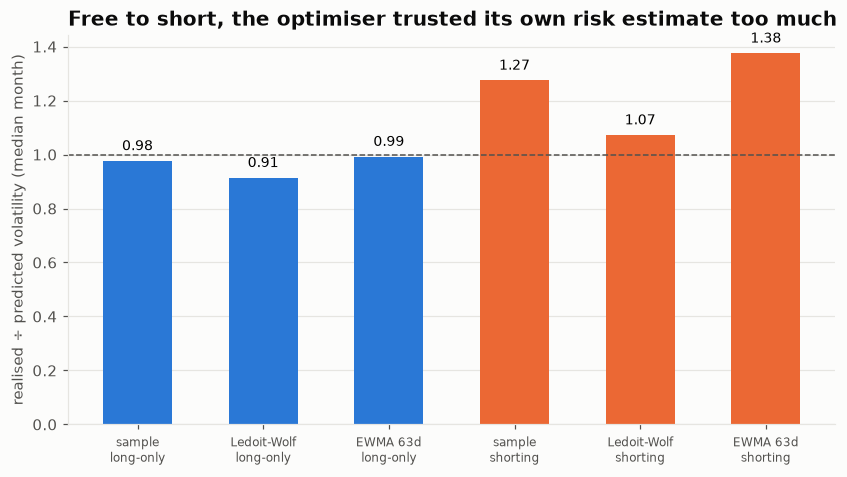 Free to short, the optimiser trusted its own risk estimate too much
realised ÷ predicted volatility (median month)
1.4
1.2
1.0
0.8
0.6
0.4
0.2
0.0
0.98
0.91
0.99
1.27
1.07
1.38
sample
long-only
Ledoit-Wolf
long-only
EWMA 63d
long-only
sample
shorting
Ledoit-Wolf
shorting
EWMA 63d
shorting